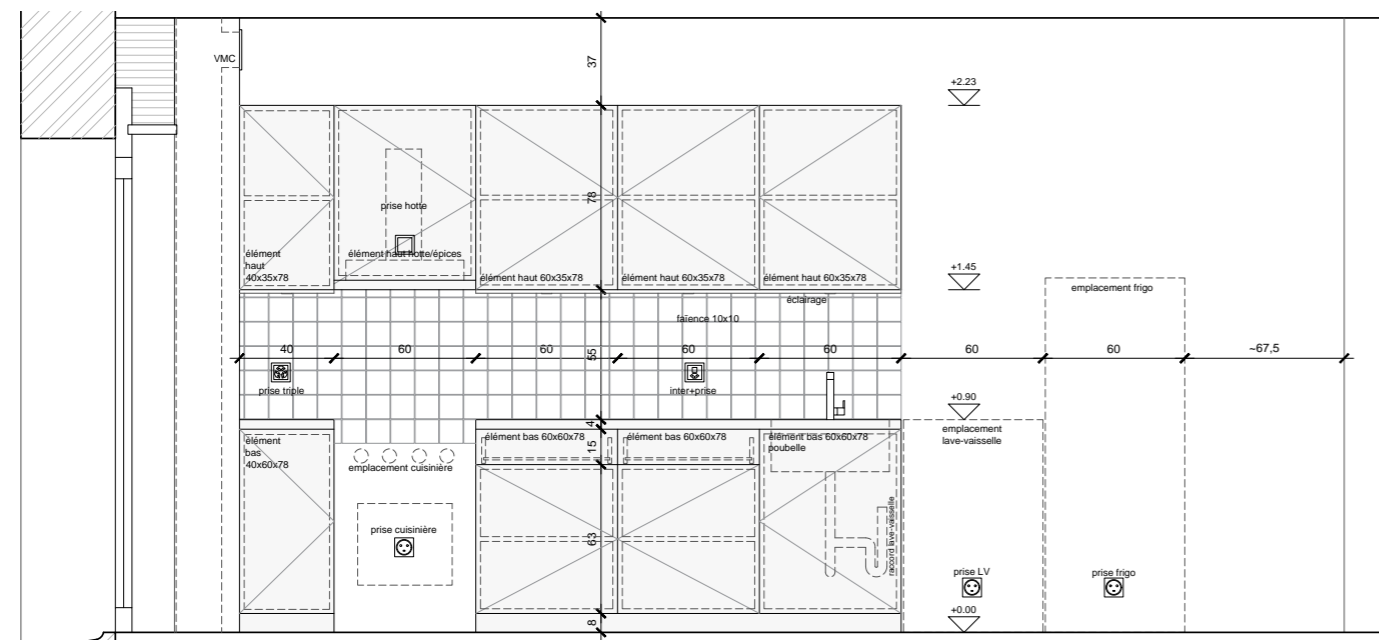 37
VMC
+2.23
78
prise hotte
élément
haut
40x35x78
élément haut hotte/épices
élément haut 60x35x78
élément haut 60x35x78
élément haut 60x35x78
+1.45
emplacement frigo
éclairage
faïence 10x10
40
60
60
55
60
60
60
60
~67,5
prise triple
inter+prise
+0.90
4
élément
bas
40x60x78
15
élément bas 60x60x78
élément bas 60x60x78
élément bas 60x60x78
poubelle
emplacement
lave-vaisselle
emplacement cuisinière
prise cuisinière
63
raccord lave-vaisselle
prise LV
prise frigo
+0.00
8